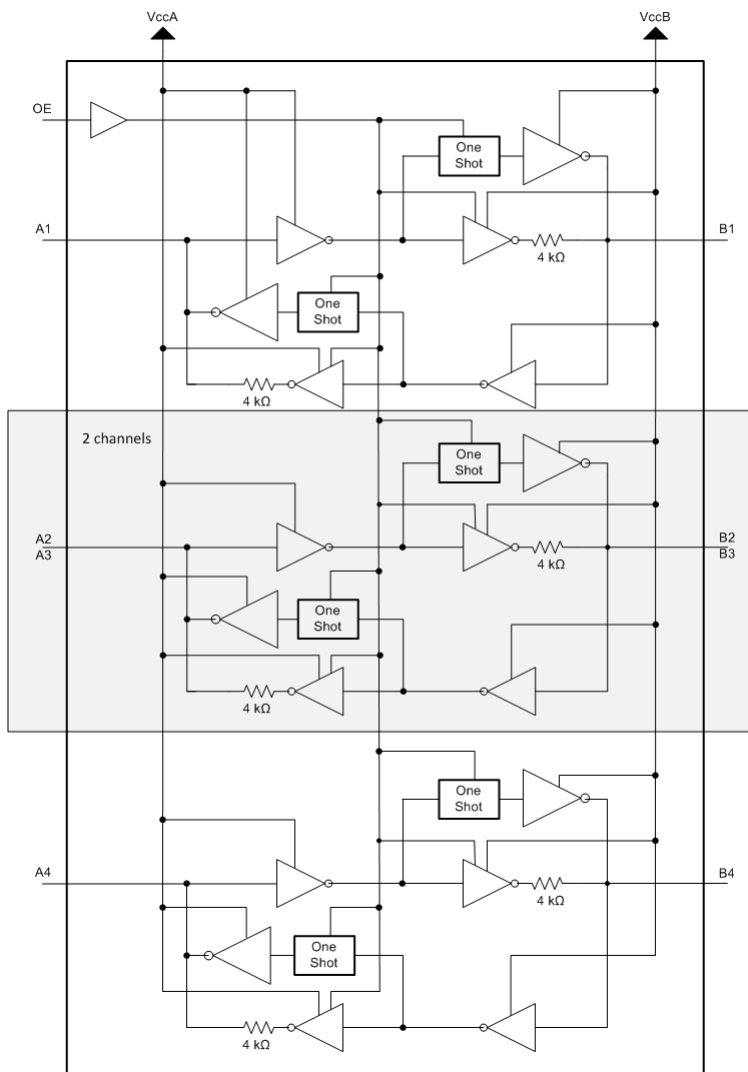 VccA
VccB
OE
One
Shot
A1
B1
4 kΩ
One
Shot
4 kΩ
2 channels
One
Shot
A2
A3
B2
B3
4 kΩ
One
Shot
4 kΩ
One
Shot
A4
B4
4 kΩ
One
Shot
4 kΩ